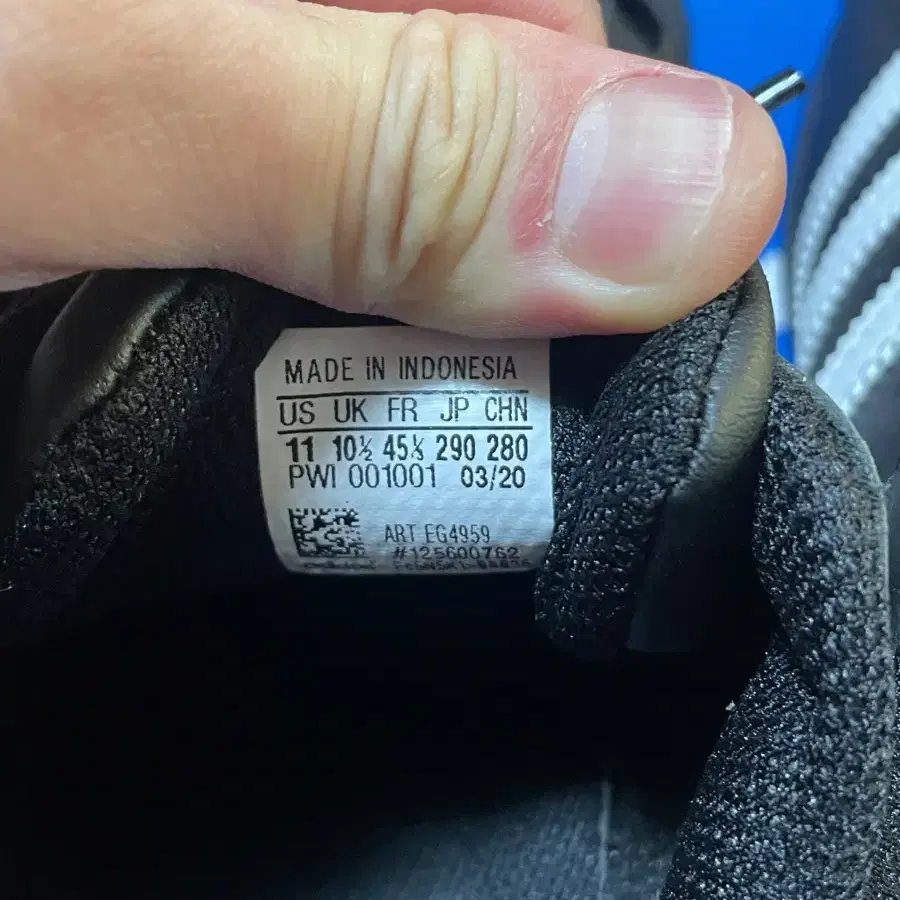 MADE IN INDONESIA
US UK FR JP CHN
11 10½ 45⅓ 290 280
PWI 001001 03/20
ART EG4959
#125600762